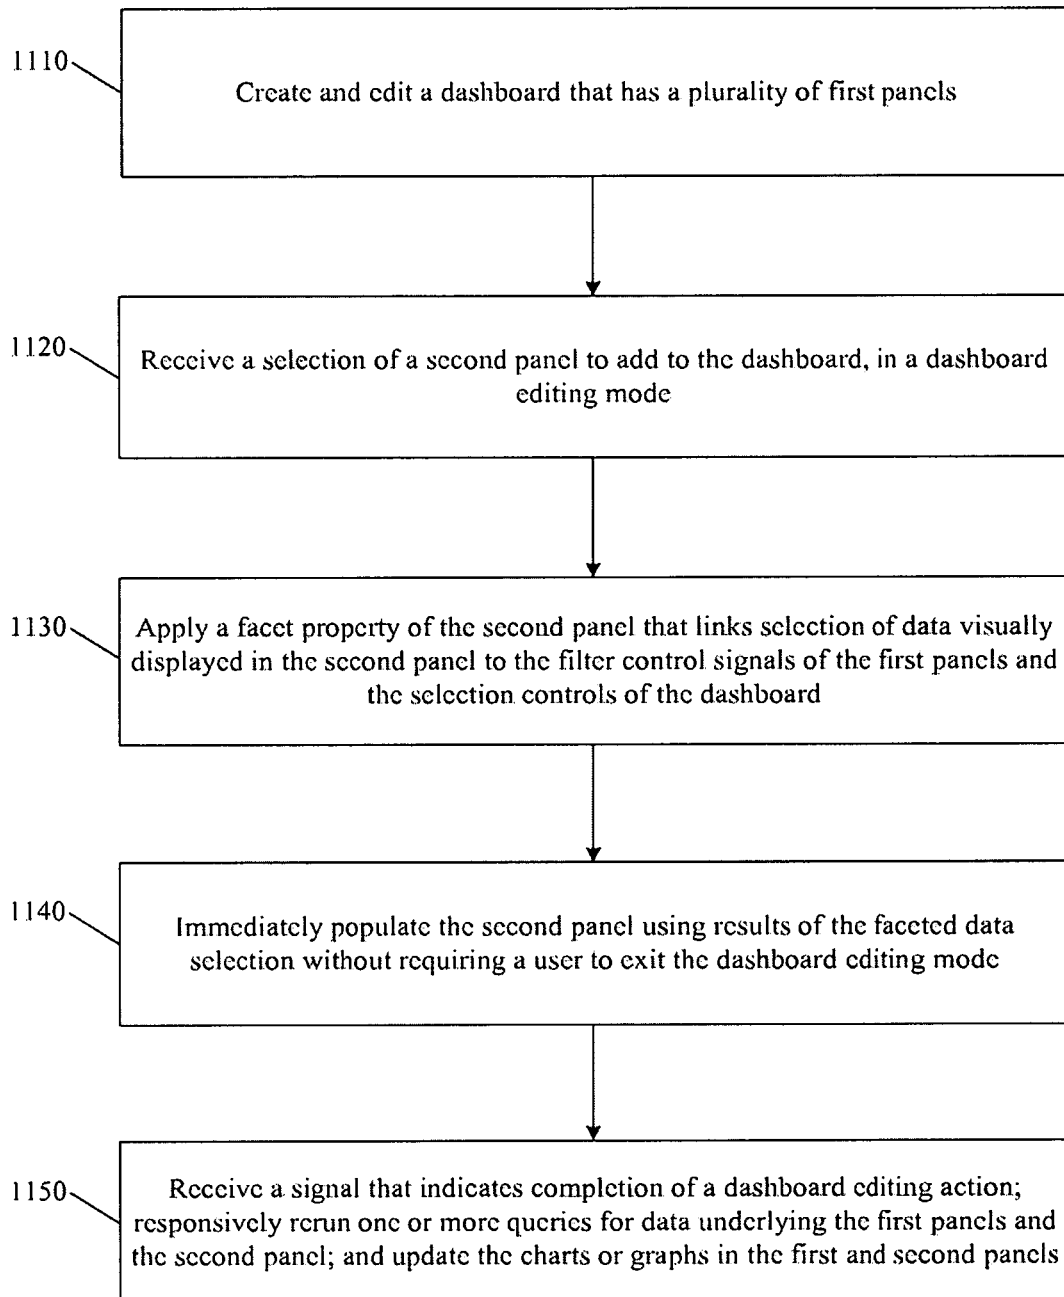 1110
Create and edit a dashboard that has a plurality of first panels
1120
Receive a selection of a second panel to add to the dashboard, in a dashboard
editing mode
1130
Apply a facet property of the second panel that links selection of data visually
displayed in the second panel to the filter control signals of the first panels and
the selection controls of the dashboard
1140
Immediately populate the second panel using results of the faceted data
selection without requiring a user to exit the dashboard editing mode
1150
Receive a signal that indicates completion of a dashboard editing action;
responsively rerun one or more queries for data underlying the first panels and
the second panel; and update the charts or graphs in the first and second panels